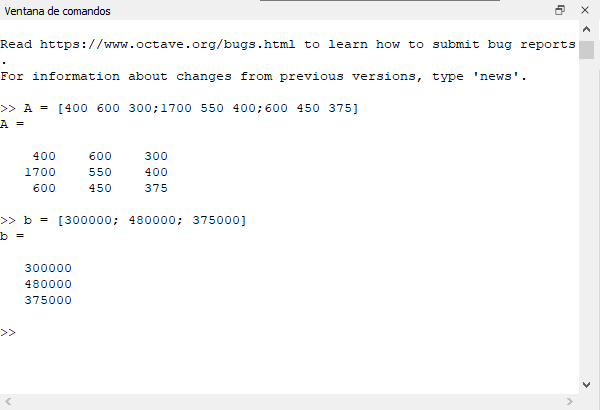 Ventana de comandos
Read https://www.octave.org/bugs.html to learn how to submit bug reports
.
For information about changes from previous versions, type 'news'.
>> A = [400 600 300;1700 550 400;600 450 375]
A =
400 600 300
1700 550 400
600 450 375
>> b = [300000; 480000; 375000]
b =
300000
480000
375000
>>